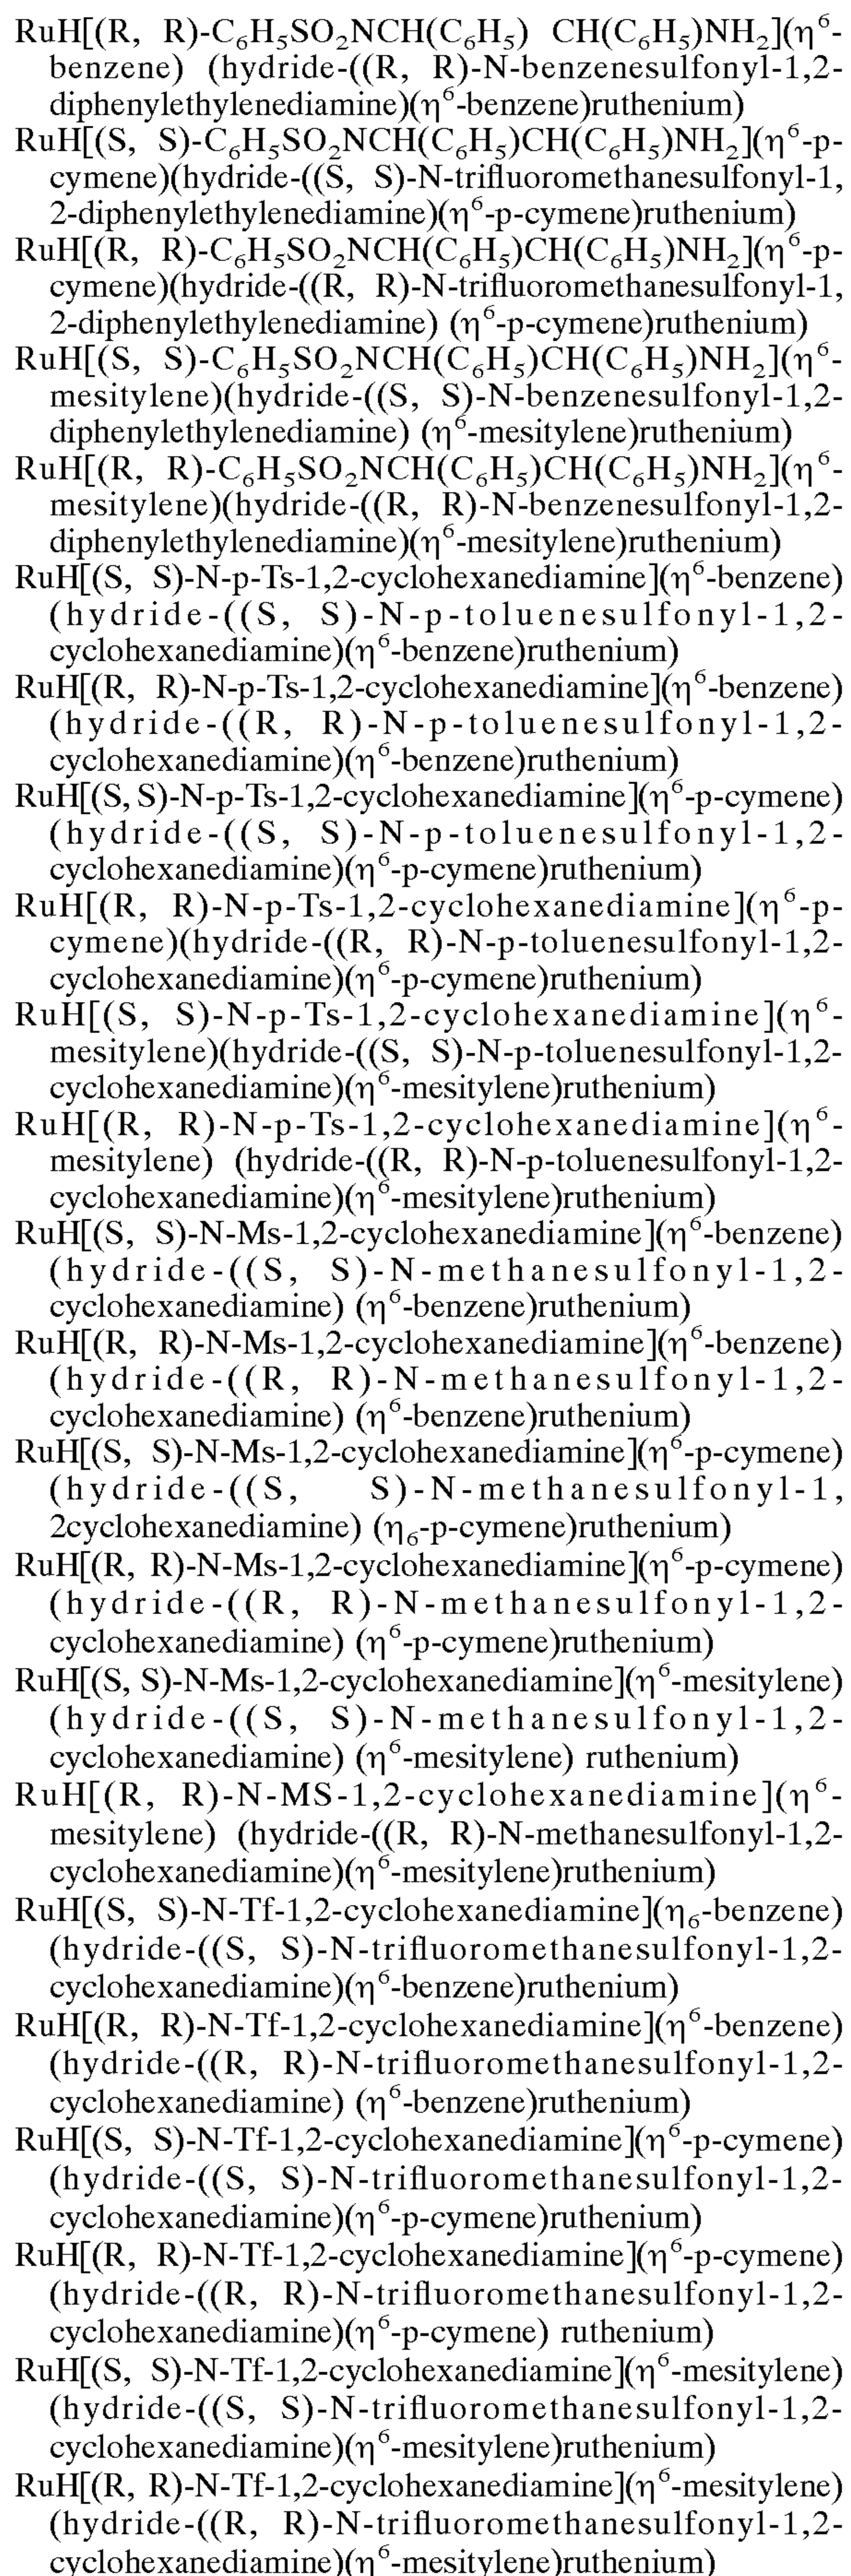 RuH[(R, R)-C₆H₅SO₂NCH(C₆H₅) CH(C₆H₅)NH₂](η⁶-
benzene) (hydride-((R, R)-N-benzenesulfonyl-1,2-
diphenylethylenediamine)(η⁶-benzene)ruthenium)
RuH[(S, S)-C₆H₅SO₂NCH(C₆H₅)CH(C₆H₅)NH₂](η⁶-p-
cymene)(hydride-((S, S)-N-trifluoromethanesulfonyl-1,
2-diphenylethylenediamine)(η⁶-p-cymene)ruthenium)
RuH[(R, R)-C₆H₅SO₂NCH(C₆H₅)CH(C₆H₅)NH₂](η⁶-p-
cymene)(hydride-((R, R)-N-trifluoromethanesulfonyl-1,
2-diphenylethylenediamine) (η⁶-p-cymene)ruthenium)
RuH[(S, S)-C₆H₅SO₂NCH(C₆H₅)CH(C₆H₅)NH₂](η⁶-
mesitylene)(hydride-((S, S)-N-benzenesulfonyl-1,2-
diphenylethylenediamine) (η⁶-mesitylene)ruthenium)
RuH[(R, R)-C₆H₅SO₂NCH(C₆H₅)CH(C₆H₅)NH₂](η⁶-
mesitylene)(hydride-((R, R)-N-benzenesulfonyl-1,2-
diphenylethylenediamine)(η⁶-mesitylene)ruthenium)
RuH[(S, S)-N-p-Ts-1,2-cyclohexanediamine](η⁶-benzene)
(hydride-((S, S)-N-p-toluenesulfonyl-1,2-
cyclohexanediamine)(η⁶-benzene)ruthenium)
RuH[(R, R)-N-p-Ts-1,2-cyclohexanediamine](η⁶-benzene)
(hydride-((R, R)-N-p-toluenesulfonyl-1,2-
cyclohexanediamine)(η⁶-benzene)ruthenium)
RuH[(S, S)-N-p-Ts-1,2-cyclohexanediamine](η⁶-p-cymene)
(hydride-((S, S)-N-p-toluenesulfonyl-1,2-
cyclohexanediamine)(η⁶-p-cymene)ruthenium)
RuH[(R, R)-N-p-Ts-1,2-cyclohexanediamine](η⁶-p-
cymene)(hydride-((R, R)-N-p-toluenesulfonyl-1,2-
cyclohexanediamine)(η⁶-p-cymene)ruthenium)
RuH[(S, S)-N-p-Ts-1,2-cyclohexanediamine](η⁶-
mesitylene)(hydride-((S, S)-N-p-toluenesulfonyl-1,2-
cyclohexanediamine)(η⁶-mesitylene)ruthenium)
RuH[(R, R)-N-p-Ts-1,2-cyclohexanediamine](η⁶-
mesitylene) (hydride-((R, R)-N-p-toluenesulfonyl-1,2-
cyclohexanediamine)(η⁶-mesitylene)ruthenium)
RuH[(S, S)-N-Ms-1,2-cyclohexanediamine](η⁶-benzene)
(hydride-((S, S)-N-methanesulfonyl-1,2-
cyclohexanediamine) (η⁶-benzene)ruthenium)
RuH[(R, R)-N-Ms-1,2-cyclohexanediamine](η⁶-benzene)
(hydride-((R, R)-N-methanesulfonyl-1,2-
cyclohexanediamine) (η⁶-benzene)ruthenium)
RuH[(S, S)-N-Ms-1,2-cyclohexanediamine](η⁶-p-cymene)
(hydride-((S, S)-N-methanesulfonyl-1,
2cyclohexanediamine) (η₆-p-cymene)ruthenium)
RuH[(R, R)-N-Ms-1,2-cyclohexanediamine](η⁶-p-cymene)
(hydride-((R, R)-N-methanesulfonyl-1,2-
cyclohexanediamine) (η⁶-p-cymene)ruthenium)
RuH[(S, S)-N-Ms-1,2-cyclohexanediamine](η⁶-mesitylene)
(hydride-((S, S)-N-methanesulfonyl-1,2-
cyclohexanediamine) (η⁶-mesitylene) ruthenium)
RuH[(R, R)-N-MS-1,2-cyclohexanediamine](η⁶-
mesitylene) (hydride-((R, R)-N-methanesulfonyl-1,2-
cyclohexanediamine)(η⁶-mesitylene)ruthenium)
RuH[(S, S)-N-Tf-1,2-cyclohexanediamine](η₆-benzene)
(hydride-((S, S)-N-trifluoromethanesulfonyl-1,2-
cyclohexanediamine)(η⁶-benzene)ruthenium)
RuH[(R, R)-N-Tf-1,2-cyclohexanediamine](η⁶-benzene)
(hydride-((R, R)-N-trifluoromethanesulfonyl-1,2-
cyclohexanediamine) (η⁶-benzene)ruthenium)
RuH[(S, S)-N-Tf-1,2-cyclohexanediamine](η⁶-p-cymene)
(hydride-((S, S)-N-trifluoromethanesulfonyl-1,2-
cyclohexanediamine)(η⁶-p-cymene)ruthenium)
RuH[(R, R)-N-Tf-1,2-cyclohexanediamine](η⁶-p-cymene)
(hydride-((R, R)-N-trifluoromethanesulfonyl-1,2-
cyclohexanediamine)(η⁶-p-cymene) ruthenium)
RuH[(S, S)-N-Tf-1,2-cyclohexanediamine](η⁶-mesitylene)
(hydride-((S, S)-N-trifluoromethanesulfonyl-1,2-
cyclohexanediamine)(η⁶-mesitylene)ruthenium)
RuH[(R, R)-N-Tf-1,2-cyclohexanediamine](η⁶-mesitylene)
(hydride-((R, R)-N-trifluoromethanesulfonyl-1,2-
cyclohexanediamine)(η⁶-mesitylene)ruthenium)